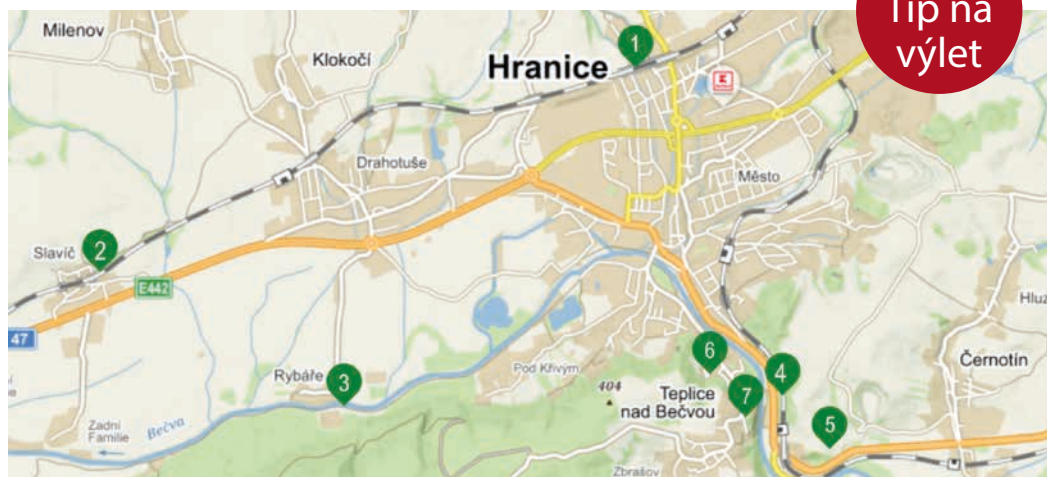 Tip na
výlet
Milenov
Klokočí
Hranice
1
Drahotuše
Město
Slavíč
2
E442
47
Hluz
Rybáře
3
Pod Křivým
6
4
Černotín
404
Teplice
nad Bečvou
7
5
Zadní
Familie
Bečva
Zbrašov